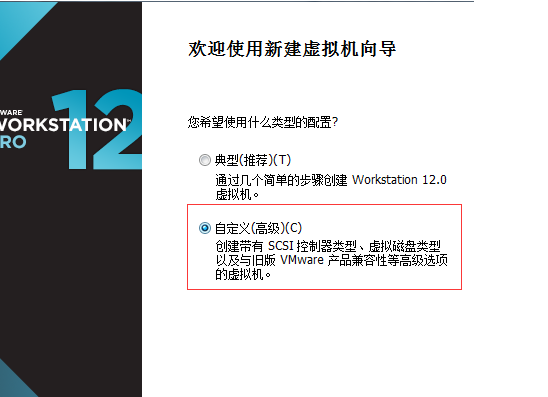 欢迎使用新建虚拟机向导
WARE
12
WORKSTATION™
RO
您希望使用什么类型的配置?
典型(推荐)(T)
通过几个简单的步骤创建 Workstation 12.0
虚拟机。
自定义(高级)(C)
创建带有 SCSI 控制器类型、虚拟磁盘类型
以及与旧版 VMware 产品兼容性等高级选项
的虚拟机。